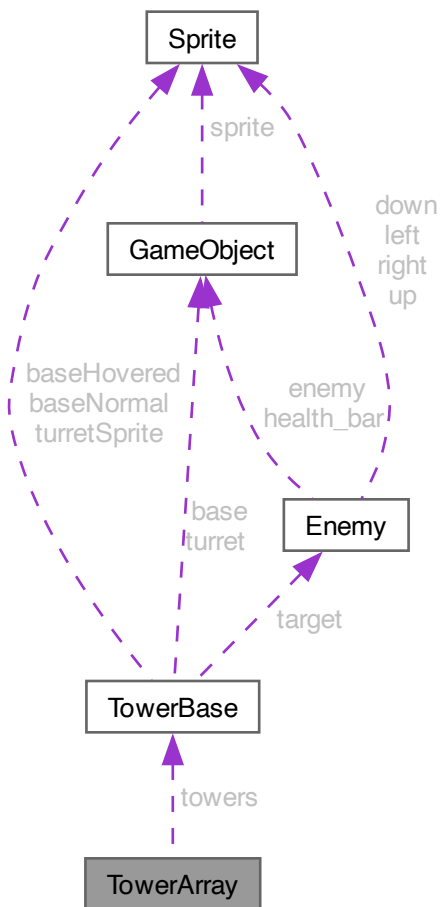 Sprite
sprite
down
left
right
up
GameObject
baseHovered
baseNormal
turretSprite
enemy
health_bar
base
turret
Enemy
target
TowerBase
towers
TowerArray